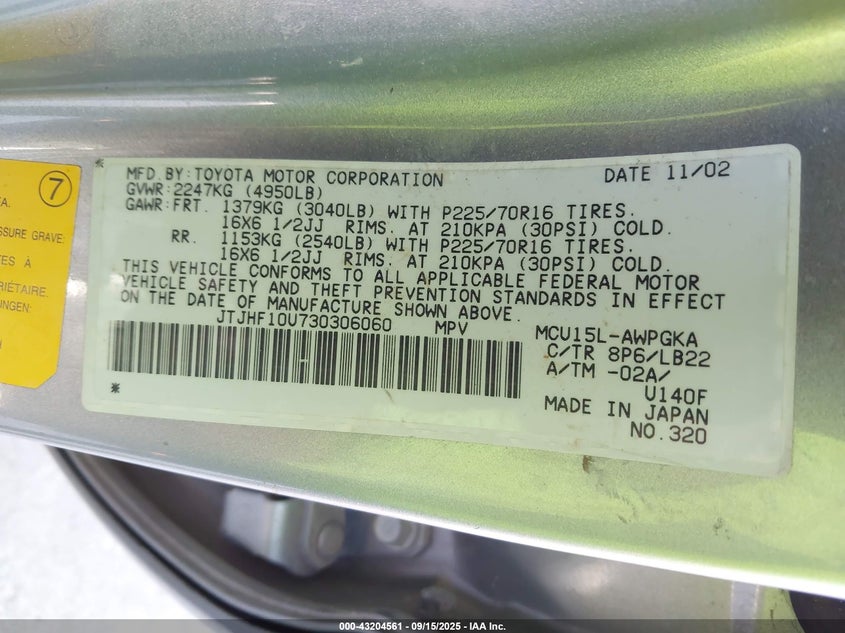 7
EA.
SSURE GRAVE:
TES À
RIÉTAIRE.
UNGEN:
MFD.BY:TOYOTA MOTOR CORPORATION DATE 11/02
GVWR:2247KG (4950LB)
GAWR:FRT. 1379KG (3040LB) WITH P225/70R16 TIRES.
16X6 1/2JJ RIMS. AT 210KPA (30PSI) COLD.
RR. 1153KG (2540LB) WITH P225/70R16 TIRES.
16X6 1/2JJ RIMS. AT 210KPA (30PSI) COLD.
THIS VEHICLE CONFORMS TO ALL APPLICABLE FEDERAL MOTOR
VEHICLE SAFETY AND THEFT PREVENTION STANDARDS IN EFFECT
ON THE DATE OF MANUFACTURE SHOWN ABOVE.
JTJHF10U730306060 MPV MCU15L-AWPGKA
C/TR 8P6/LB22
A/TM -02A/
U140F
MADE IN JAPAN
NO.320
000-43204561 - 09/15/2025 - IAA Inc.